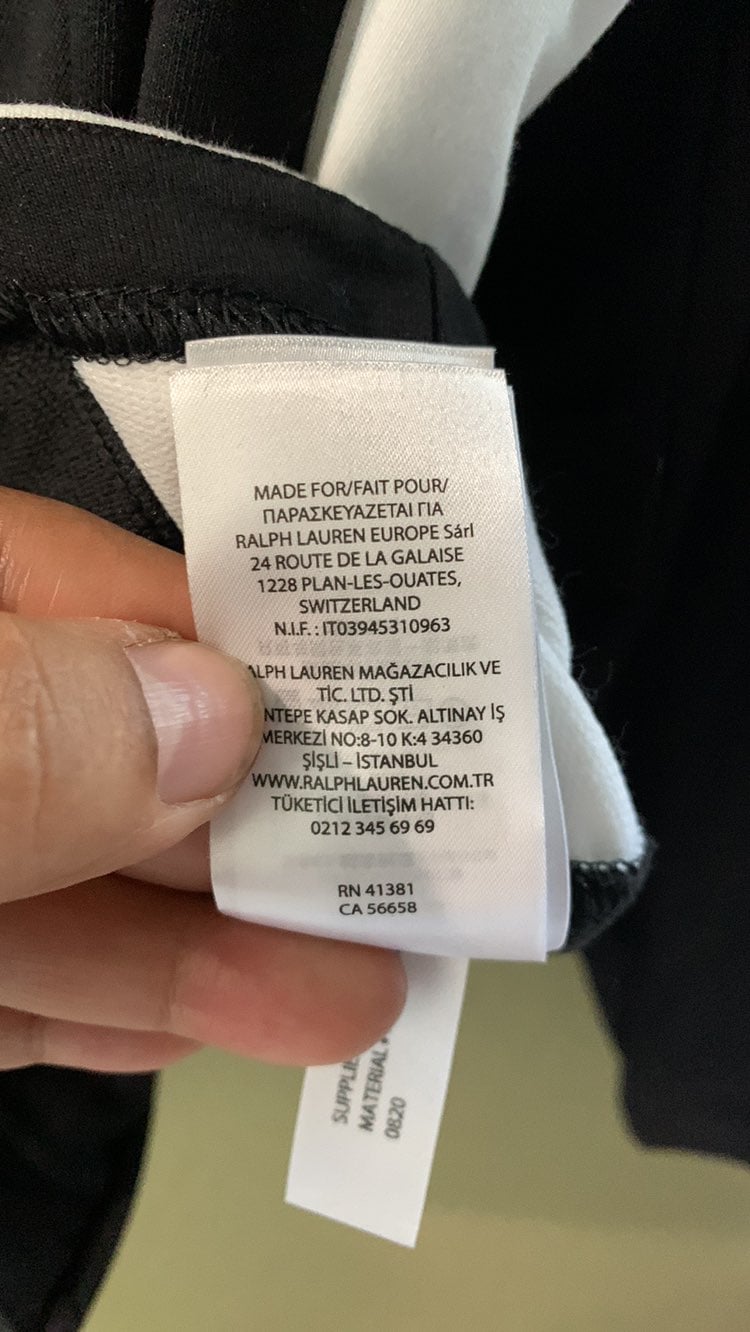 MADE FOR/FAIT POUR/
ΠΑΡΑΣΚΕΥΑΖΕΤΑΙ ΓΙΑ
RALPH LAUREN EUROPE Sárl
24 ROUTE DE LA GALAISE
1228 PLAN-LES-OUATES,
SWITZERLAND
N.I.F. : IT03945310963
LAUREN MAĞAZACILIK VE
TİC. LTD. ŞTİ
KASAP SOK. ALTINAY İŞ
MERKEZİ NO:8-10 K:4 34360
ŞİŞLİ – İSTANBUL
WWW.RALPHLAUREN.COM.TR
TÜKETİCİ İLETİŞİM HATTI:
0212 345 69 69
RN 41381
CA 56658
MATERIAL
0820